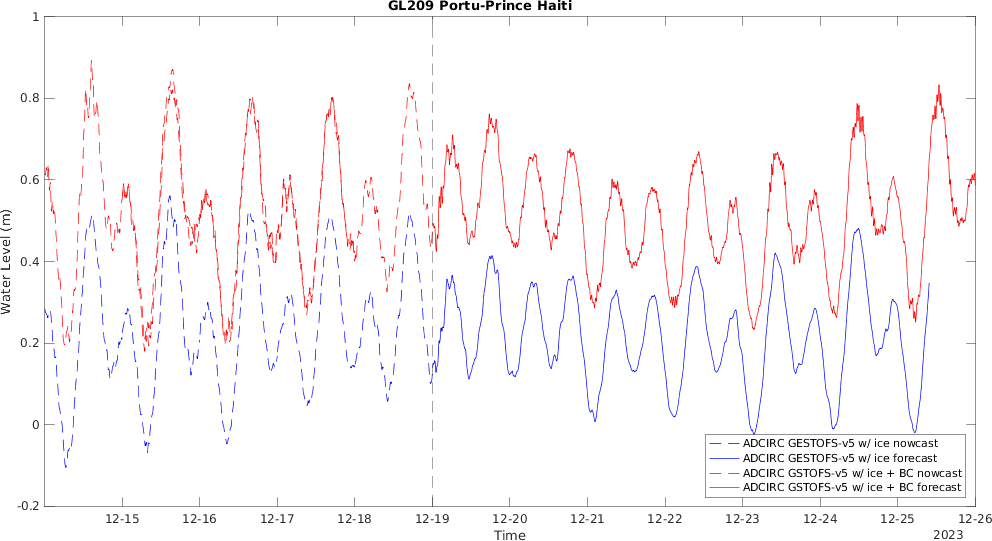 GL209 Portu-Prince Haiti
Water Level (m)
1
0.8
0.6
0.4
0.2
0
-0.2
12-15
12-16
12-17
12-18
12-19
12-20
12-21
12-22
12-23
12-24
12-25
12-26
Time
2023
ADCIRC GESTOFS-v5 w/ ice nowcast
ADCIRC GESTOFS-v5 w/ ice forecast
ADCIRC GSTOFS-v5 w/ ice + BC nowcast
ADCIRC GSTOFS-v5 w/ ice + BC forecast